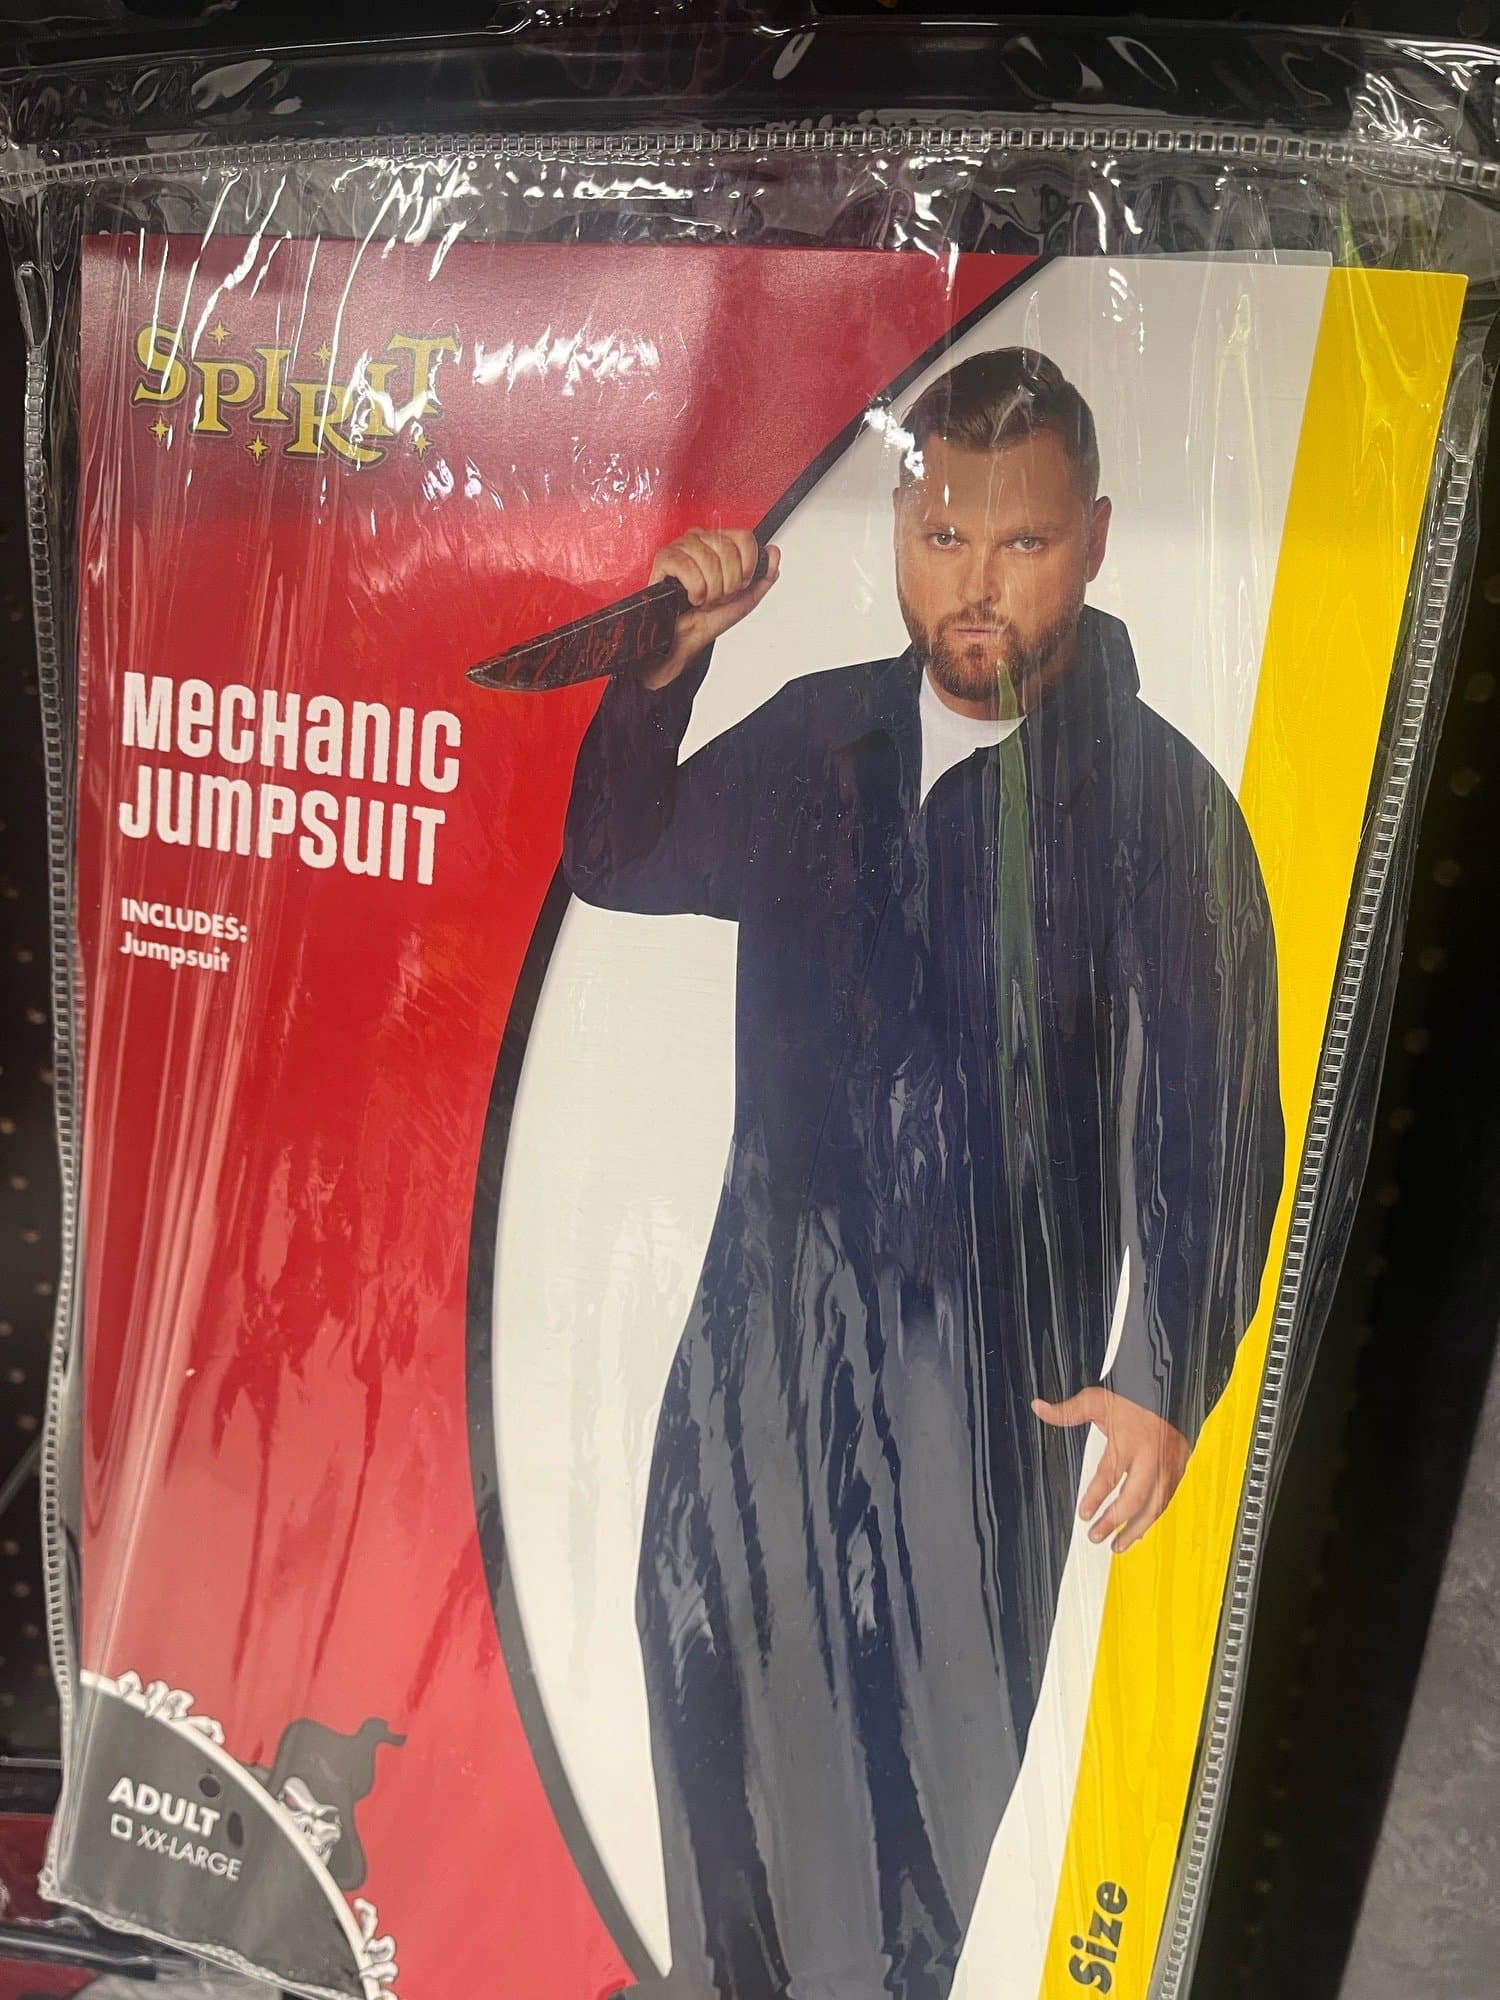 SPIRIT
MECHANIC
JUMPSUIT
INCLUDES:
Jumpsuit
ADULT
XX-LARGE
Size